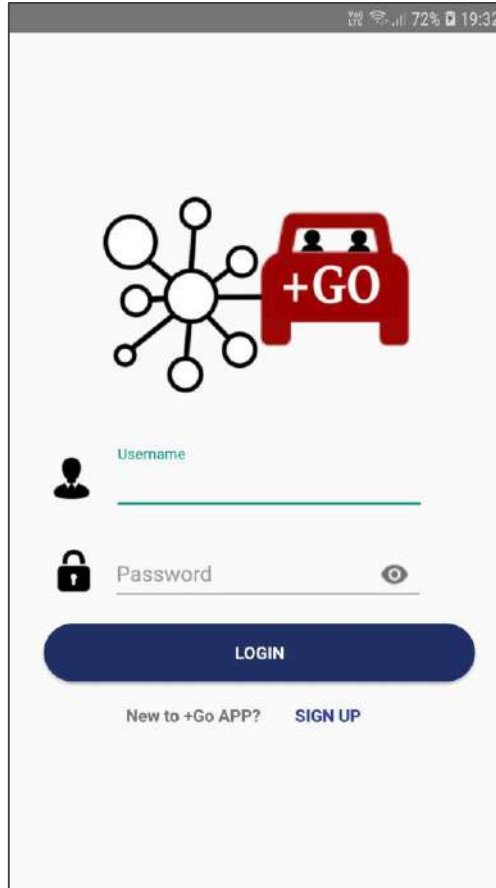 72% 19:32
+GO
Username
Password
LOGIN
New to +Go APP? SIGN UP